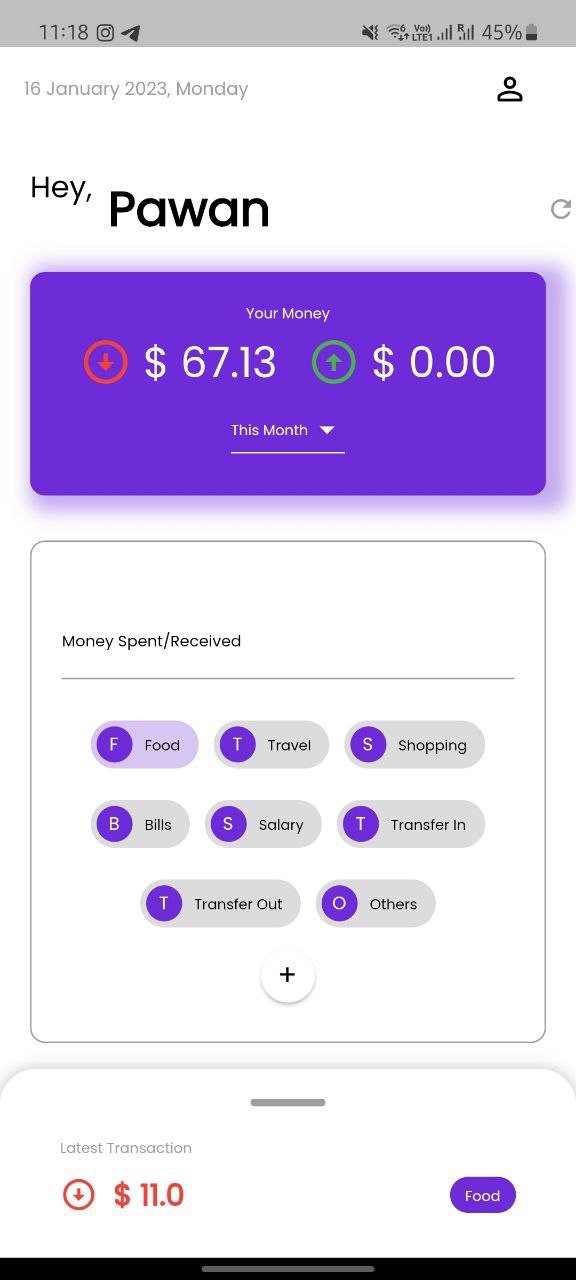 11:18 6 Vo)) LTE1 R 45%
16 January 2023, Monday
Hey, Pawan
Your Money
$ 67.13 $ 0.00
This Month
Money Spent/Received
F Food T Travel S Shopping
B Bills S Salary T Transfer In
T Transfer Out O Others
+
Latest Transaction
$ 11.0 Food